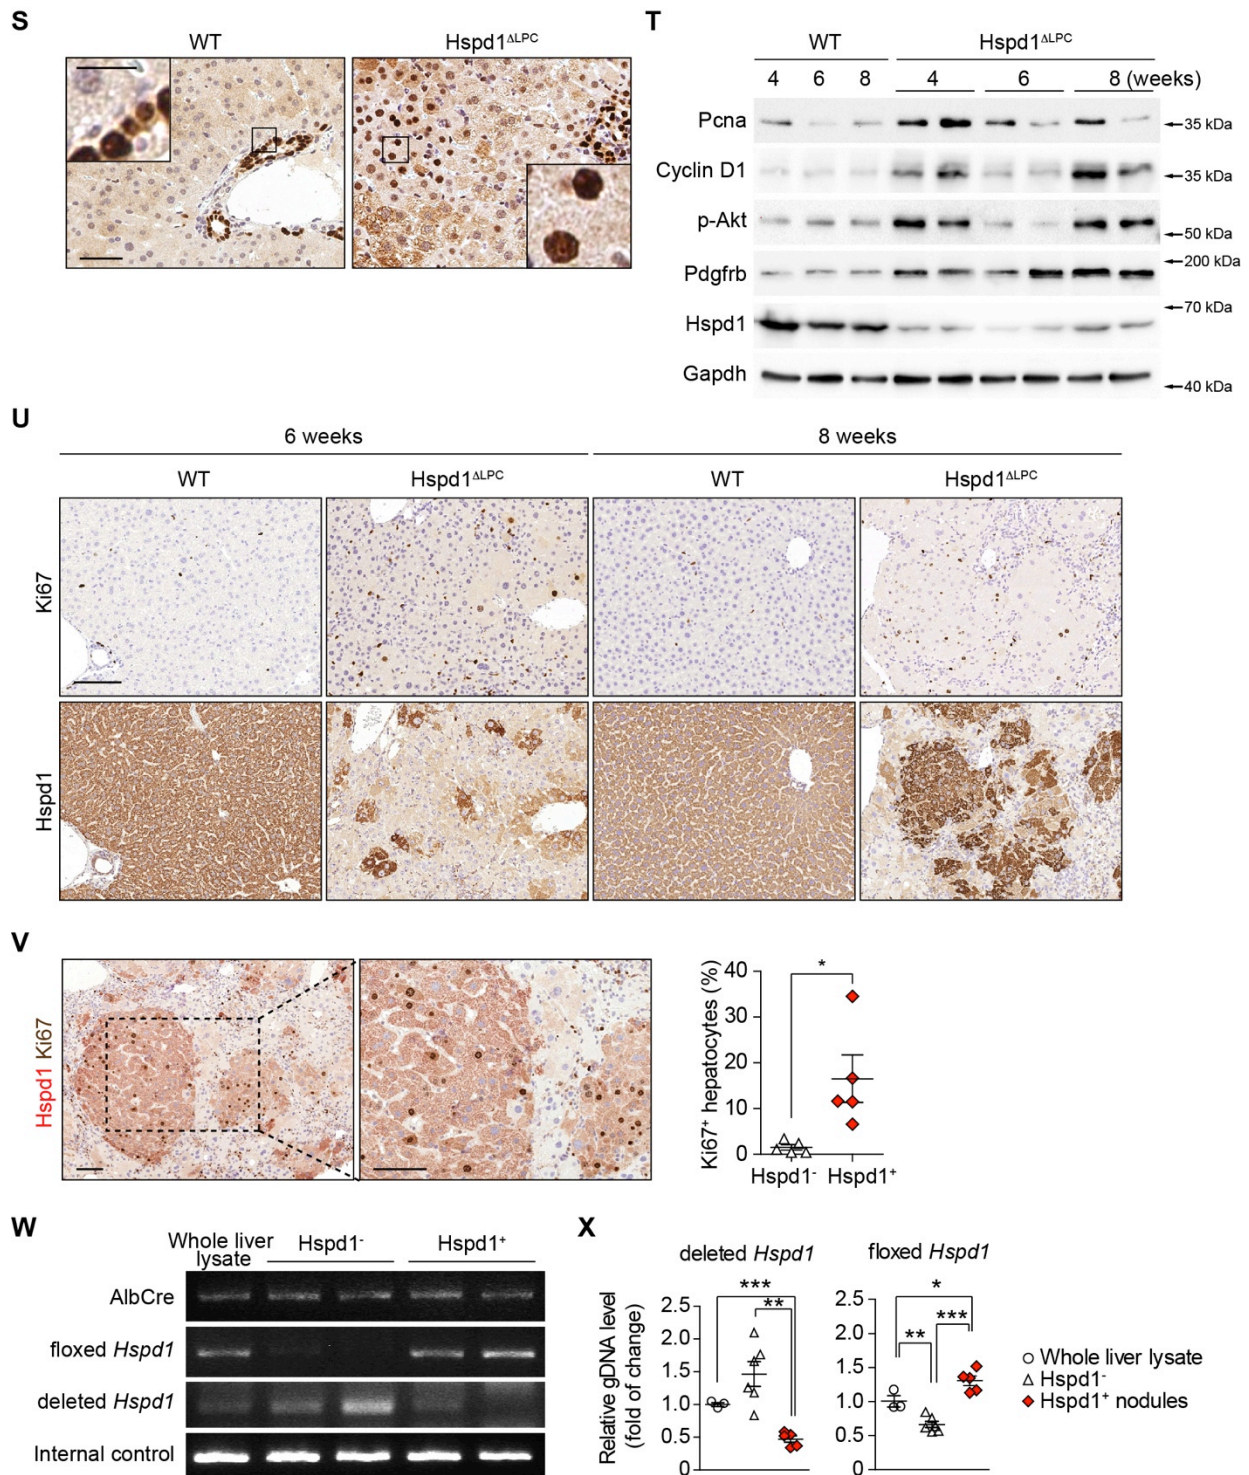 S
WT
Hspd1ΔLPC
T
WT
Hspd1ΔLPC
4 6 8 4 6 8 (weeks)
Pcna
←35 kDa
Cyclin D1
←35 kDa
p-Akt
←50 kDa
Pdgfrb
←200 kDa
Hspd1
←70 kDa
Gapdh
←40 kDa
U
6 weeks
8 weeks
WT
Hspd1ΔLPC
WT
Hspd1ΔLPC
Ki67
Hspd1
V
Hspd1 Ki67
Ki67+ hepatocytes (%)
40
30
20
10
0
*
Hspd1-
Hspd1+
W
Whole liver
lysate
Hspd1-
Hspd1+
AlbCre
floxed Hspd1
deleted Hspd1
Internal control
X
deleted Hspd1
Relative gDNA level
(fold of change)
2.5
2.0
1.5
1.0
0.5
0
***
**
floxed Hspd1
2.5
2.0
1.5
1.0
0.5
0
*
**
***
Whole liver lysate
Hspd1-
Hspd1+ nodules